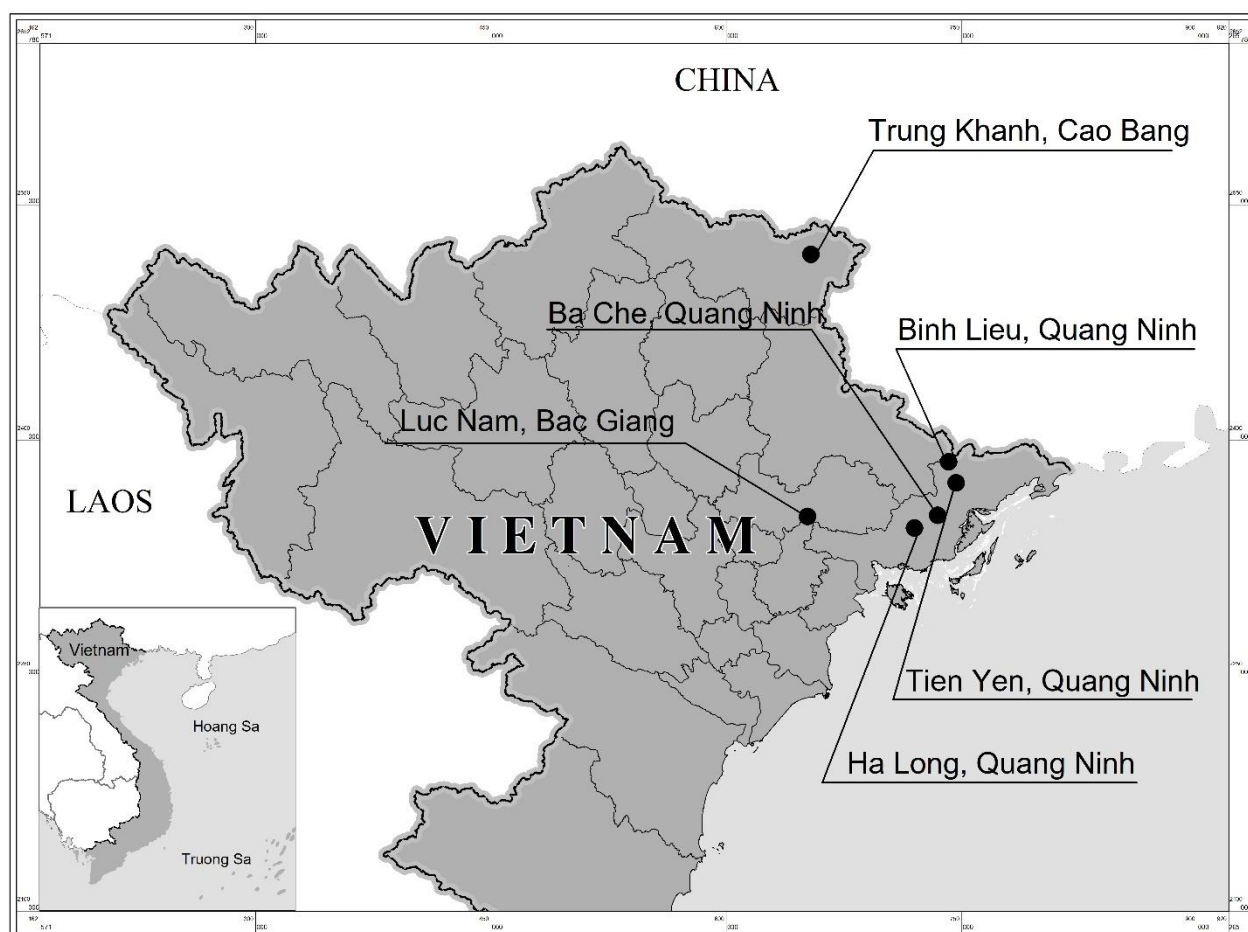 CHINA
Trung Khanh, Cao Bang
Ba Che, Quang Ninh
Binh Lieu, Quang Ninh
Luc Nam, Bac Giang
LAOS
VIETNAM
Tien Yen, Quang Ninh
Ha Long, Quang Ninh
Vietnam
Hoang Sa
Truong Sa